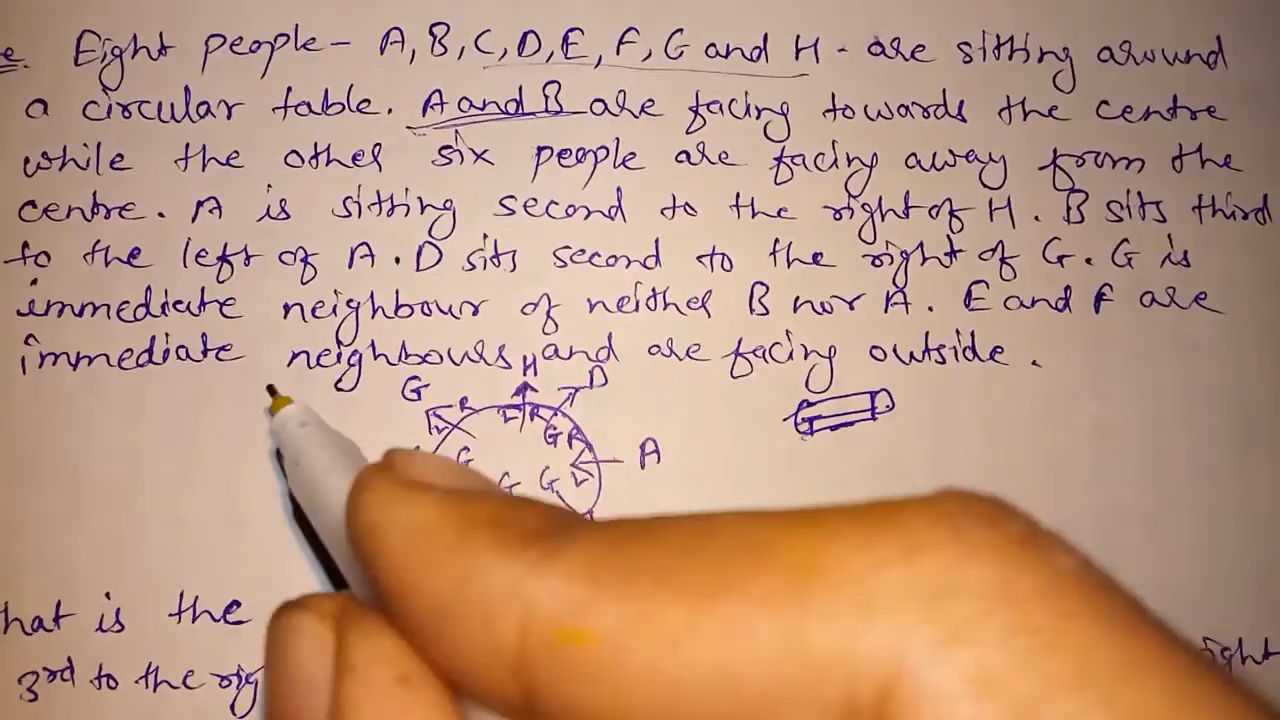 e. Eight people - A, B, C, D, E, F, G and H - are sitting around
a circular table. A and B are facing towards the centre
while the other six people are facing away from the
centre. A is sitting second to the right of H. B sits third
to the left of A. D sits second to the right of G. G is
immediate neighbour of neither B nor A. E and F are
immediate neighbours and are facing outside.
H
G D
R L R
L G R
G A
G G L
G D
hat is the
ight
3rd to the rig